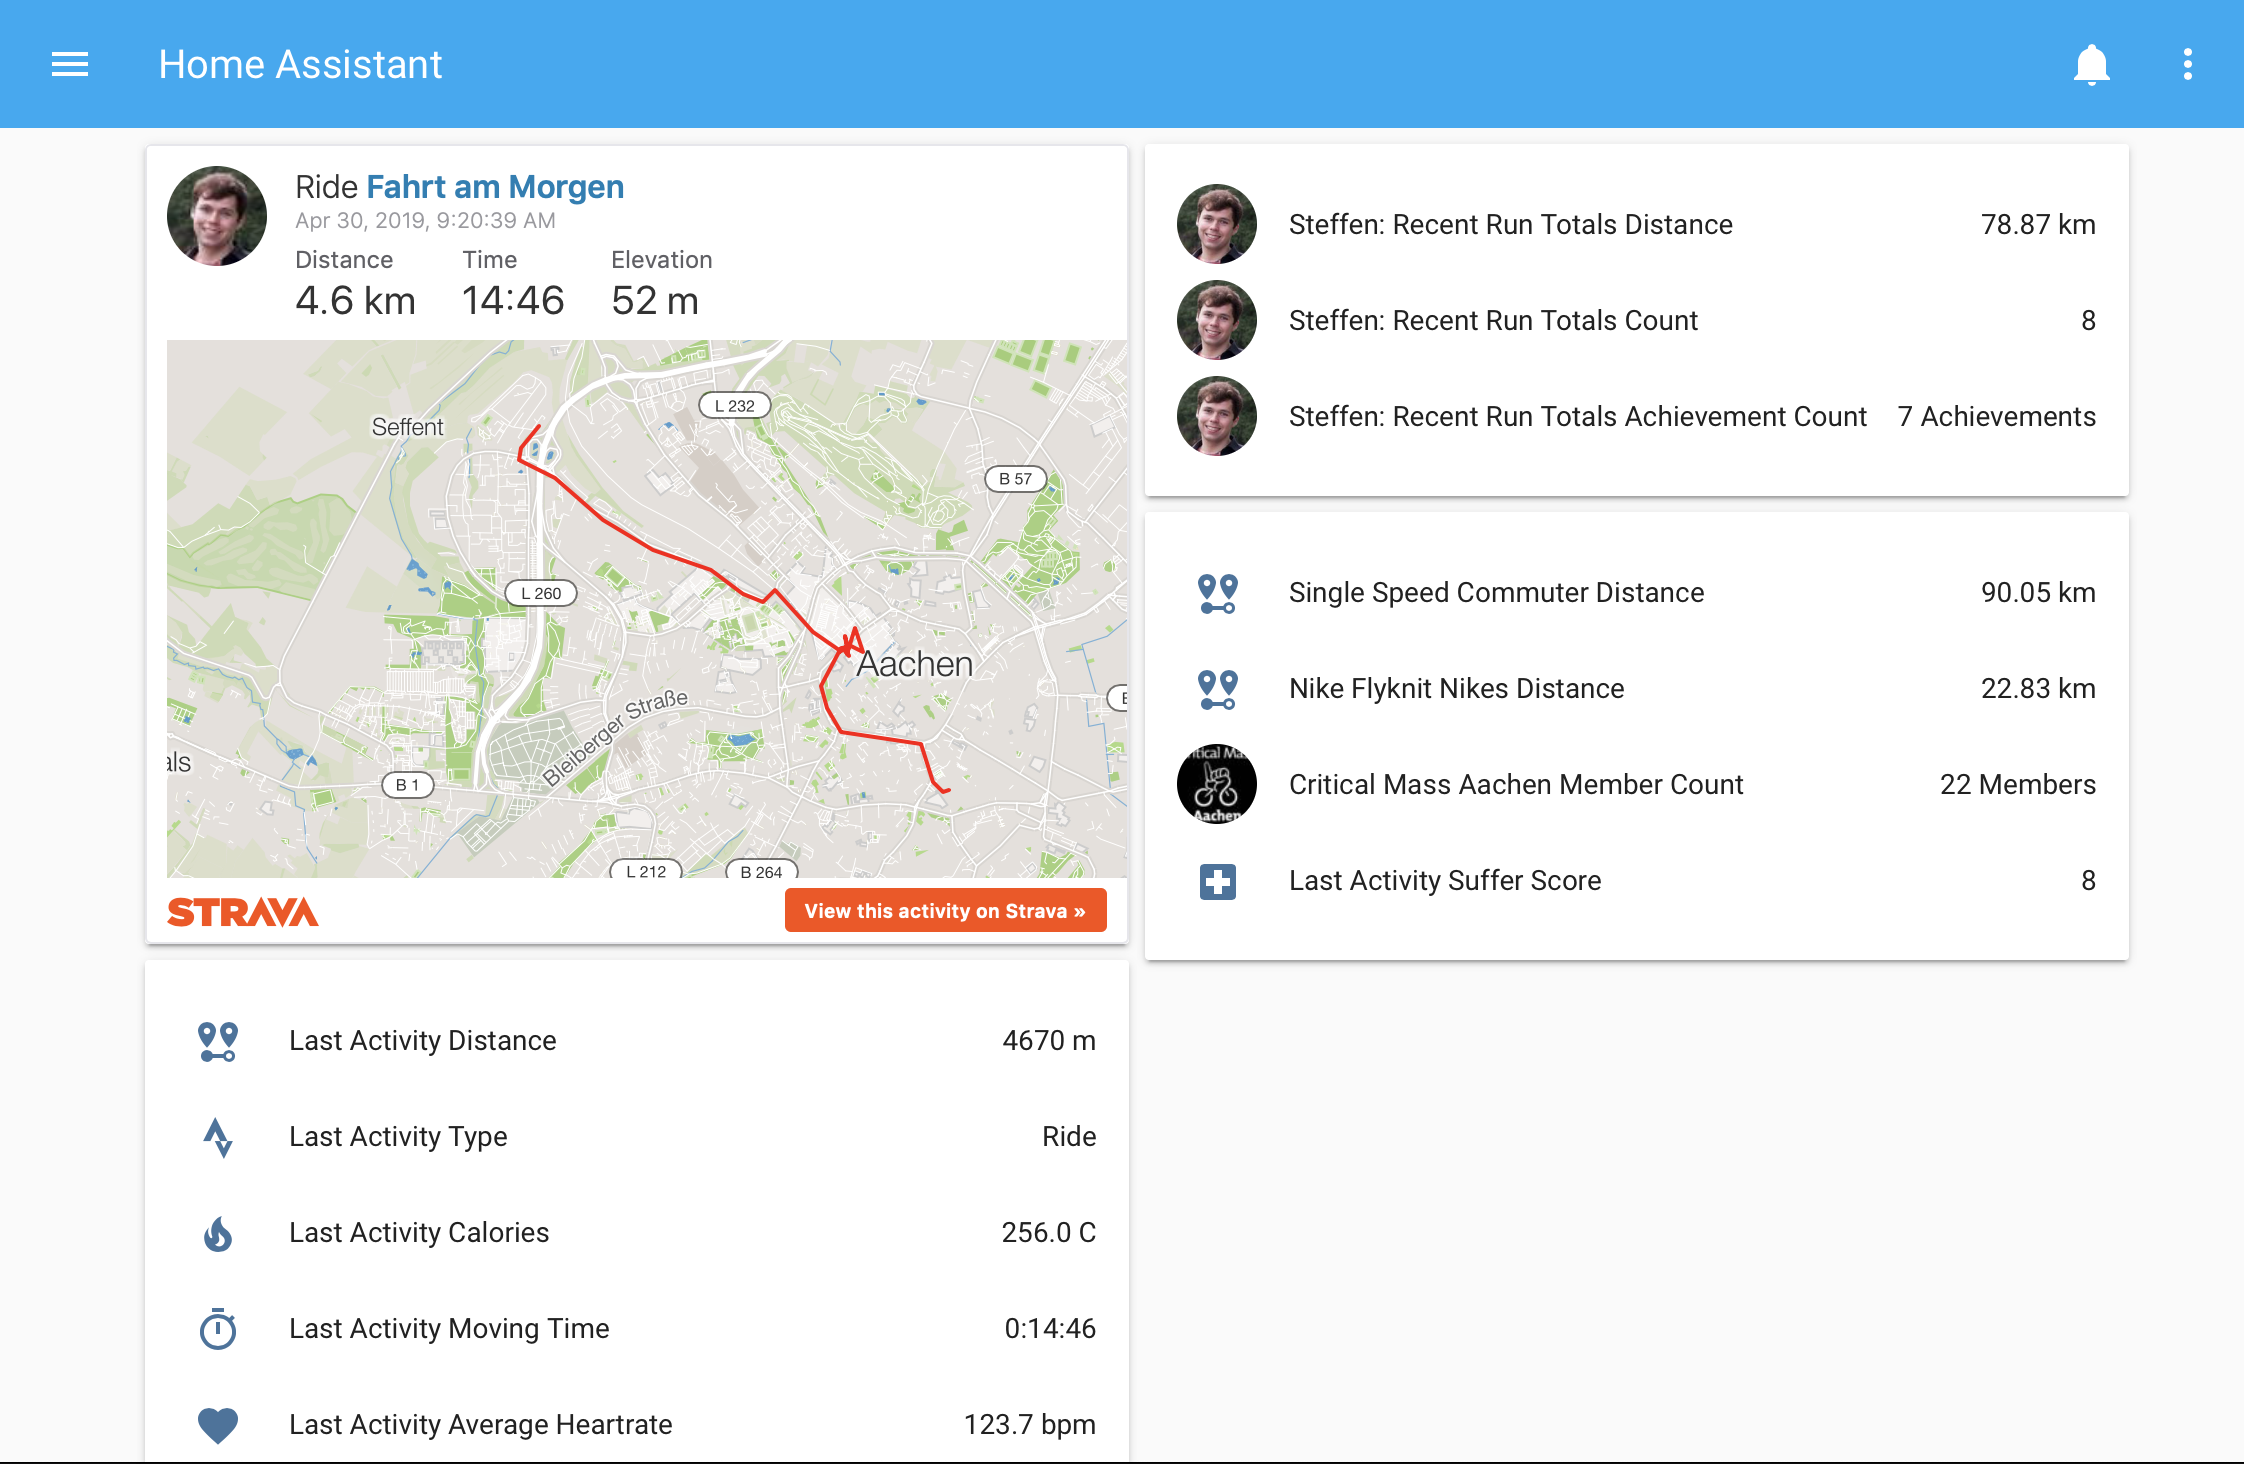 Home Assistant
Ride Fahrt am Morgen
Apr 30, 2019, 9:20:39 AM
Distance Time Elevation
4.6 km 14:46 52 m
L 232
Seffent
B 57
L 260
Aachen
Bleiberger Straße
als
B 1
L 212 B 264
STRAVA View this activity on Strava »
Last Activity Distance 4670 m
Last Activity Type Ride
Last Activity Calories 256.0 C
Last Activity Moving Time 0:14:46
Last Activity Average Heartrate 123.7 bpm
Steffen: Recent Run Totals Distance 78.87 km
Steffen: Recent Run Totals Count 8
Steffen: Recent Run Totals Achievement Count 7 Achievements
Single Speed Commuter Distance 90.05 km
Nike Flyknit Nikes Distance 22.83 km
Critical Mass Aachen Member Count 22 Members
Aachen
Last Activity Suffer Score 8